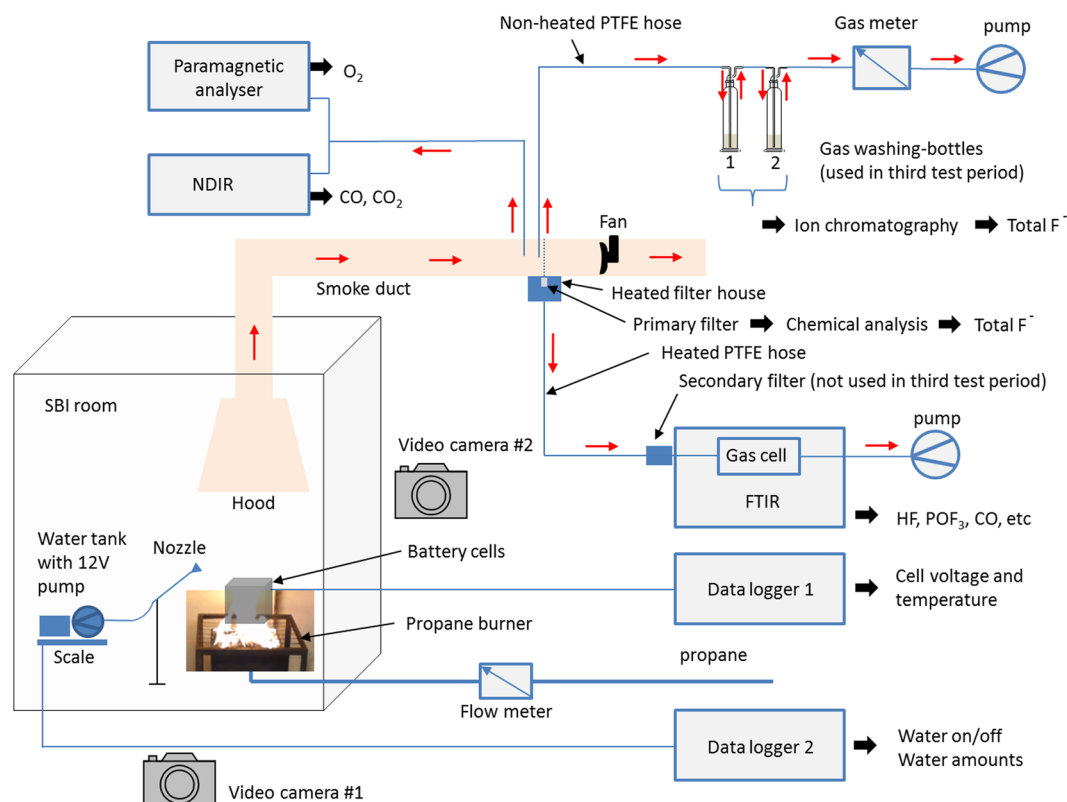 Non-heated PTFE hose
Gas meter
pump
Paramagnetic
analyser
O₂
NDIR
CO, CO₂
1
2
Gas washing-bottles
(used in third test period)
Ion chromatography
Total F⁻
Fan
Smoke duct
Heated filter house
Primary filter
Chemical analysis
Total F⁻
Heated PTFE hose
Secondary filter (not used in third test period)
SBI room
Hood
Video camera #2
Gas cell
FTIR
pump
HF, POF₃, CO, etc
Water tank
with 12V
pump
Nozzle
Scale
Battery cells
Propane burner
Data logger 1
Cell voltage and
temperature
propane
Flow meter
Data logger 2
Water on/off
Water amounts
Video camera #1